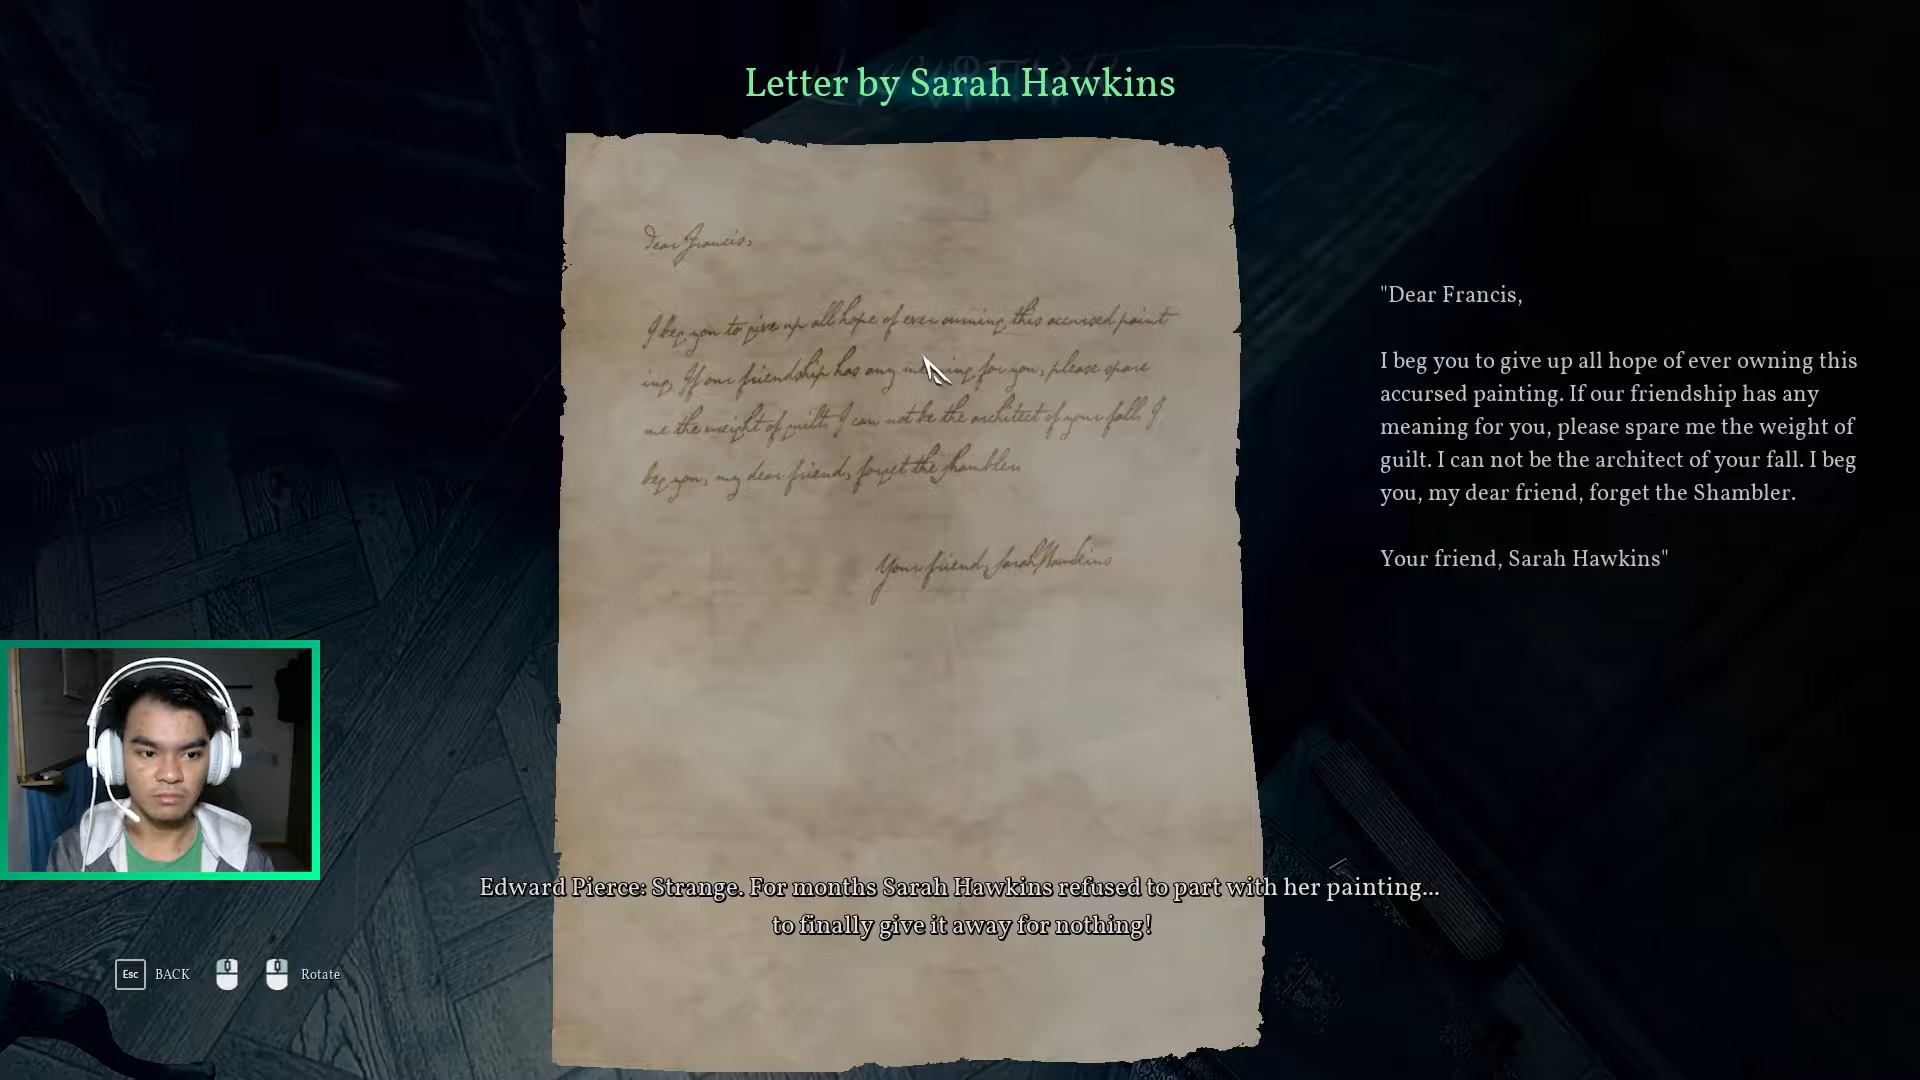 Letter by Sarah Hawkins
Dear Francis,
I beg you to give up all hope of ever owning this accursed paint
ing. If our friendship has any meaning for you, please spare
me the weight of guilt. I can not be the architect of your fall. I
beg you, my dear friend, forget the Shambler.
Your friend, Sarah Hawkins
"Dear Francis,
I beg you to give up all hope of ever owning this
accursed painting. If our friendship has any
meaning for you, please spare me the weight of
guilt. I can not be the architect of your fall. I beg
you, my dear friend, forget the Shambler.
Your friend, Sarah Hawkins"
Edward Pierce: Strange. For months Sarah Hawkins refused to part with her painting...
to finally give it away for nothing!
Esc BACK Rotate